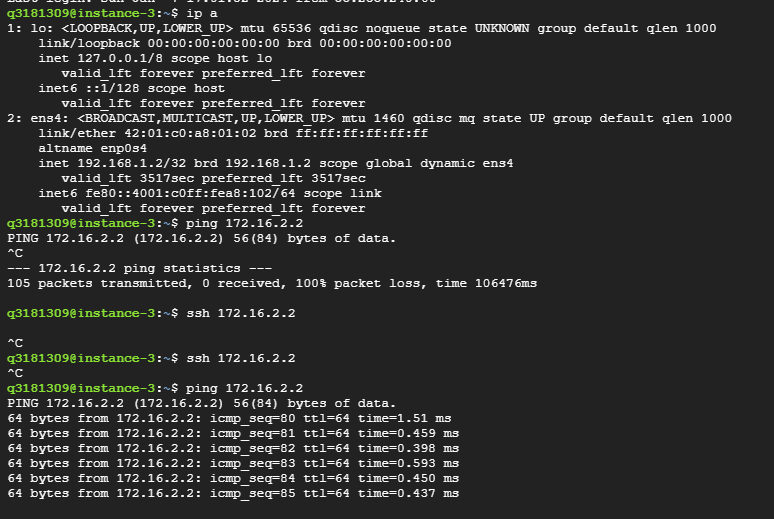 q3181309@instance-3:~$ ip a
1: lo: <LOOPBACK,UP,LOWER_UP> mtu 65536 qdisc noqueue state UNKNOWN group default qlen 1000
    link/loopback 00:00:00:00:00:00 brd 00:00:00:00:00:00
    inet 127.0.0.1/8 scope host lo
       valid_lft forever preferred_lft forever
    inet6 ::1/128 scope host
       valid_lft forever preferred_lft forever
2: ens4: <BROADCAST,MULTICAST,UP,LOWER_UP> mtu 1460 qdisc mq state UP group default qlen 1000
    link/ether 42:01:c0:a8:01:02 brd ff:ff:ff:ff:ff:ff
    altname enp0s4
    inet 192.168.1.2/32 brd 192.168.1.2 scope global dynamic ens4
       valid_lft 3517sec preferred_lft 3517sec
    inet6 fe80::4001:c0ff:fea8:102/64 scope link
       valid_lft forever preferred_lft forever
q3181309@instance-3:~$ ping 172.16.2.2
PING 172.16.2.2 (172.16.2.2) 56(84) bytes of data.
^C
--- 172.16.2.2 ping statistics ---
105 packets transmitted, 0 received, 100% packet loss, time 106476ms
q3181309@instance-3:~$ ssh 172.16.2.2
^C
q3181309@instance-3:~$ ssh 172.16.2.2
^C
q3181309@instance-3:~$ ping 172.16.2.2
PING 172.16.2.2 (172.16.2.2) 56(84) bytes of data.
64 bytes from 172.16.2.2: icmp_seq=80 ttl=64 time=1.51 ms
64 bytes from 172.16.2.2: icmp_seq=81 ttl=64 time=0.459 ms
64 bytes from 172.16.2.2: icmp_seq=82 ttl=64 time=0.398 ms
64 bytes from 172.16.2.2: icmp_seq=83 ttl=64 time=0.593 ms
64 bytes from 172.16.2.2: icmp_seq=84 ttl=64 time=0.450 ms
64 bytes from 172.16.2.2: icmp_seq=85 ttl=64 time=0.437 ms